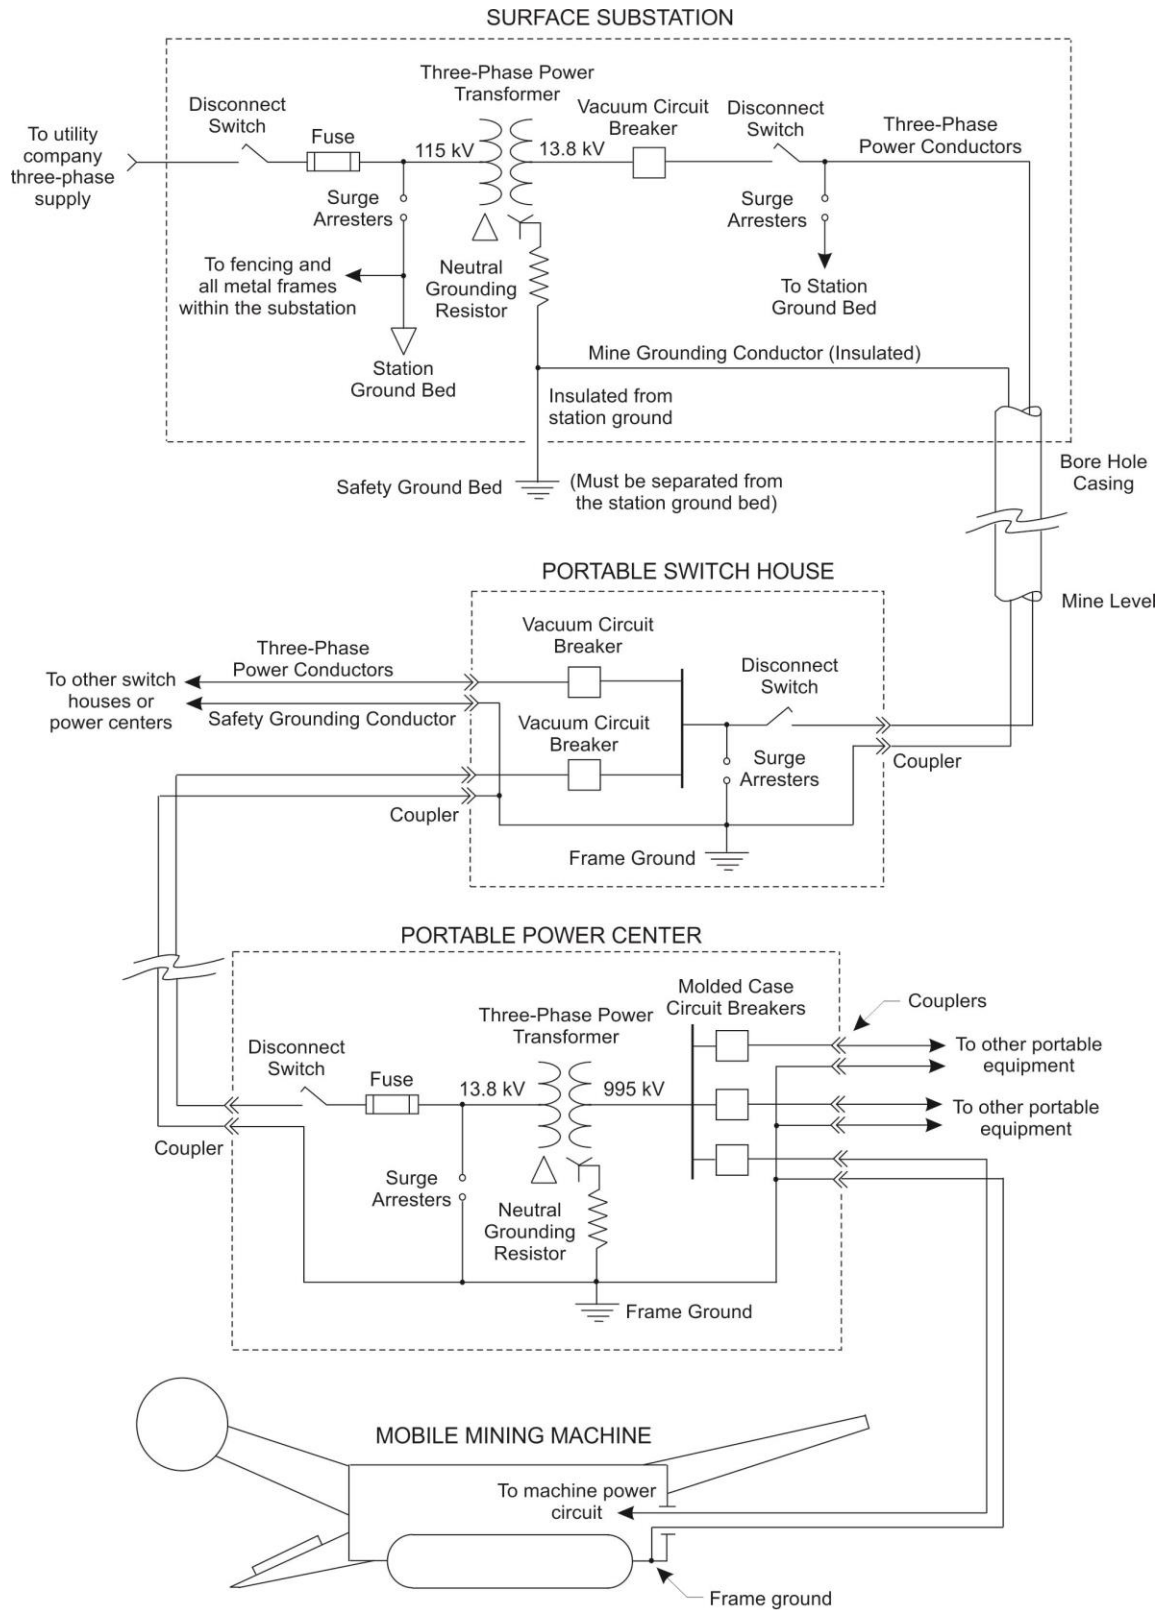 SURFACE SUBSTATION
Three-Phase Power
Transformer
Disconnect
Switch
Vacuum Circuit
Breaker
Disconnect
Switch
To utility
company
three-phase
supply
Fuse
115 kV
13.8 kV
Three-Phase
Power Conductors
Surge
Arresters
Surge
Arresters
To fencing and
all metal frames
within the substation
Neutral
Grounding
Resistor
To Station
Ground Bed
Station
Ground Bed
Mine Grounding Conductor (Insulated)
Insulated from
station ground
Safety Ground Bed
(Must be separated from
the station ground bed)
Bore Hole
Casing
Mine Level
PORTABLE SWITCH HOUSE
Three-Phase
Power Conductors
Vacuum Circuit
Breaker
Disconnect
Switch
To other switch
houses or
power centers
Safety Grounding Conductor
Vacuum Circuit
Breaker
Surge
Arresters
Coupler
Coupler
Frame Ground
PORTABLE POWER CENTER
Molded Case
Circuit Breakers
Couplers
Three-Phase Power
Transformer
Disconnect
Switch
Fuse
13.8 kV
995 kV
To other portable
equipment
To other portable
equipment
Coupler
Surge
Arresters
Neutral
Grounding
Resistor
Frame Ground
MOBILE MINING MACHINE
To machine power
circuit
Frame ground